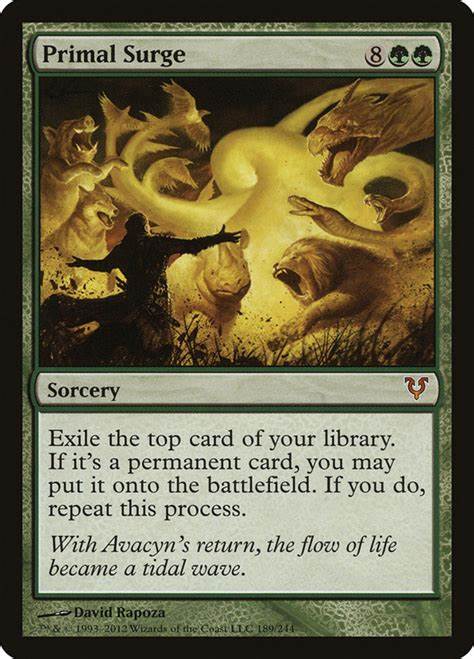 Primal Surge 8
Sorcery
Exile the top card of your library.
If it's a permanent card, you may
put it onto the battlefield. If you do,
repeat this process.
With Avacyn's return, the flow of life
became a tidal wave.
David Rapoza
™ & © 1993–2012 Wizards of the Coast LLC 189/244